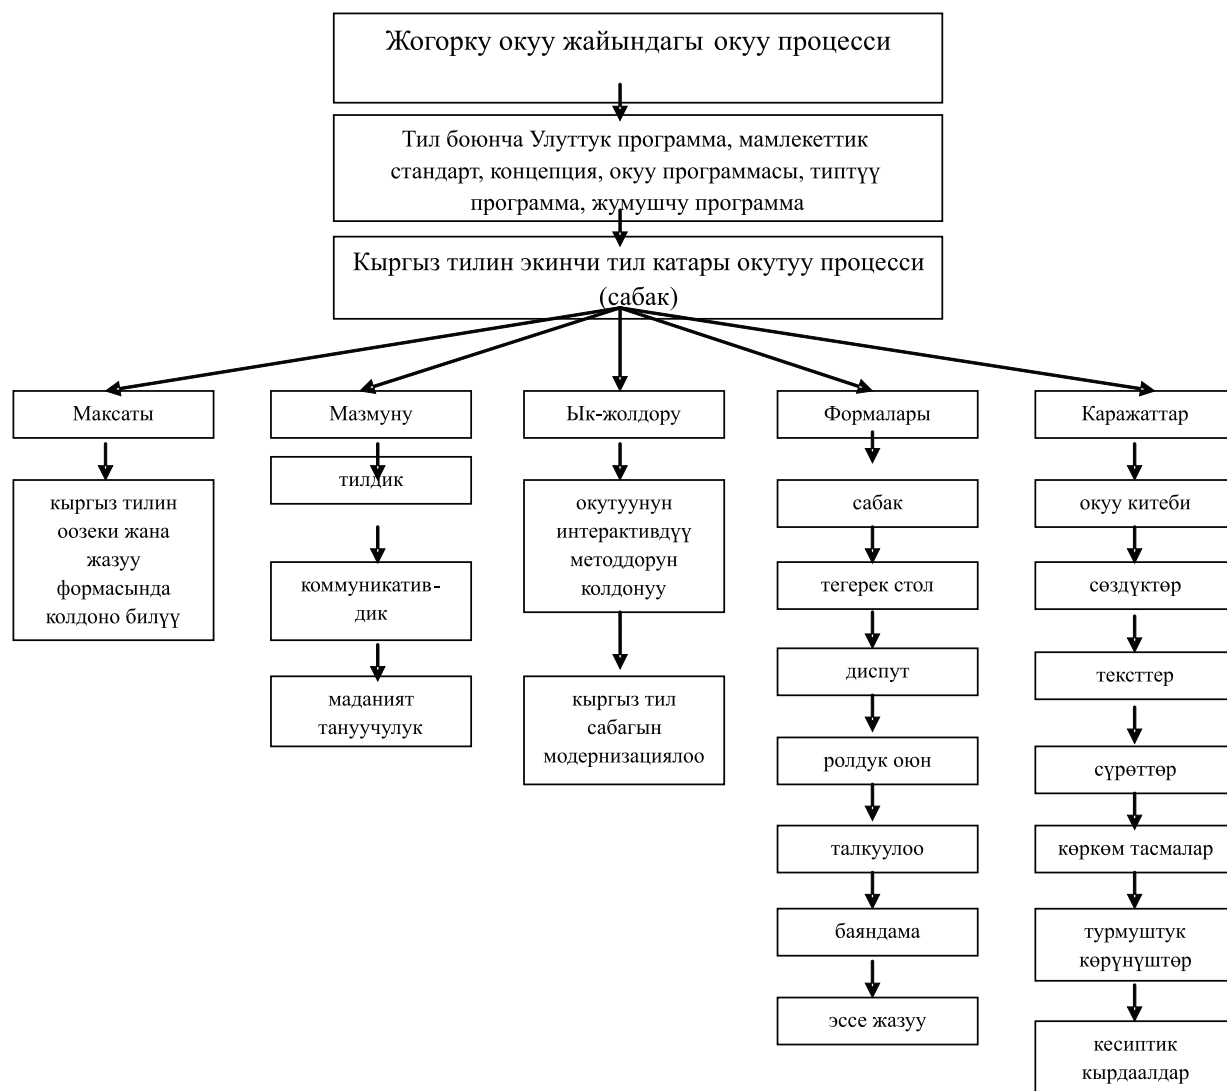 Жогорку окуу жайындагы окуу процесси
Тил боюнча Улуттук программа, мамлекеттик
стандарт, концепция, окуу программасы, типтүү
программа, жумушчу программа
Кыргыз тилин экинчи тил катары окутуу процесси
(сабак)
Максаты
кыргыз тилин
оозеки жана
жазуу
формасында
колдоно билүү
Мазмуну
тилдик
коммуникатив-
дик
маданият
тануучулук
Ык-жолдору
окутуунун
интерактивдүү
методдорун
колдонуу
кыргыз тил
сабагын
модернизациялоо
Формалары
сабак
тегерек стол
диспут
ролдук оюн
талкуулоо
баяндама
эссе жазуу
Каражаттар
окуу китеби
сөздүктөр
тексттер
сүрөттөр
көркөм тасмалар
турмуштук
көрүнүштөр
кесиптик
кырдаалдар